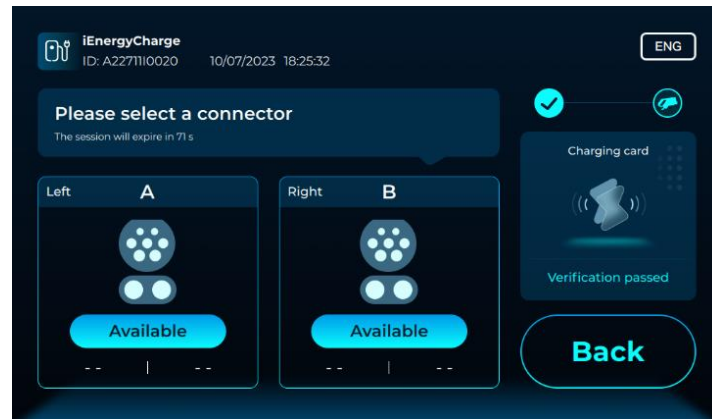 iEnergyCharge
ID: A22711I0020 10/07/2023 18:25:32
ENG
Please select a connector
The session will expire in 71 s
Charging card
Verification passed
Left A
Available
-- | --
Right B
Available
-- | --
Back